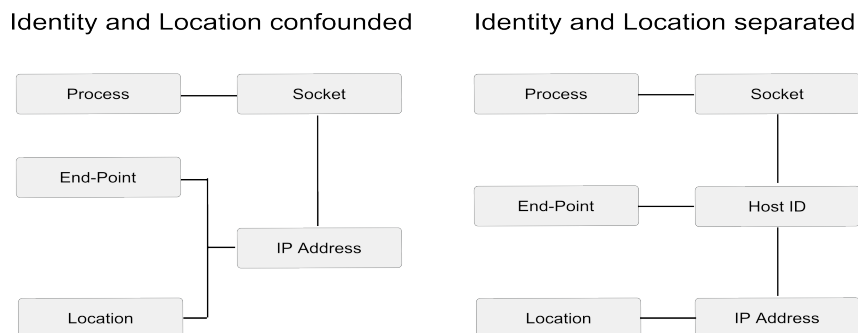 Identity and Location confounded
Process
Socket
End-Point
IP Address
Location
Identity and Location separated
Process
Socket
End-Point
Host ID
Location
IP Address